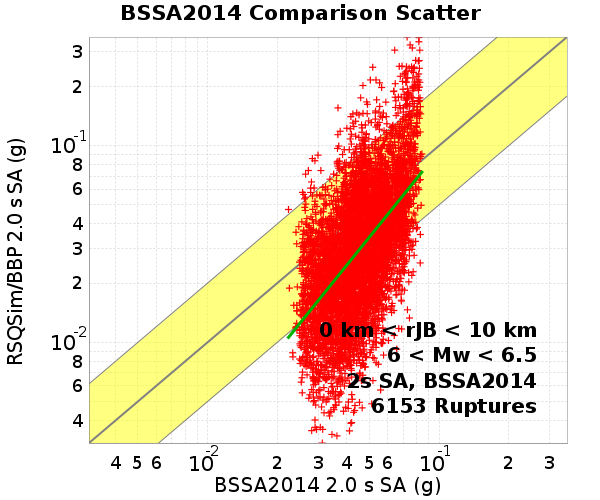 BSSA2014 Comparison Scatter
RSQSim/BBP 2.0 s SA (g)
3
2
10⁻¹
8
6
4
3
2
10⁻²
8
6
4
0 km < rJB < 10 km
6 < Mw < 6.5
2s SA, BSSA2014
6153 Ruptures
4 5 6 10⁻² 2 3 4 5 6 10⁻¹ 2 3
BSSA2014 2.0 s SA (g)